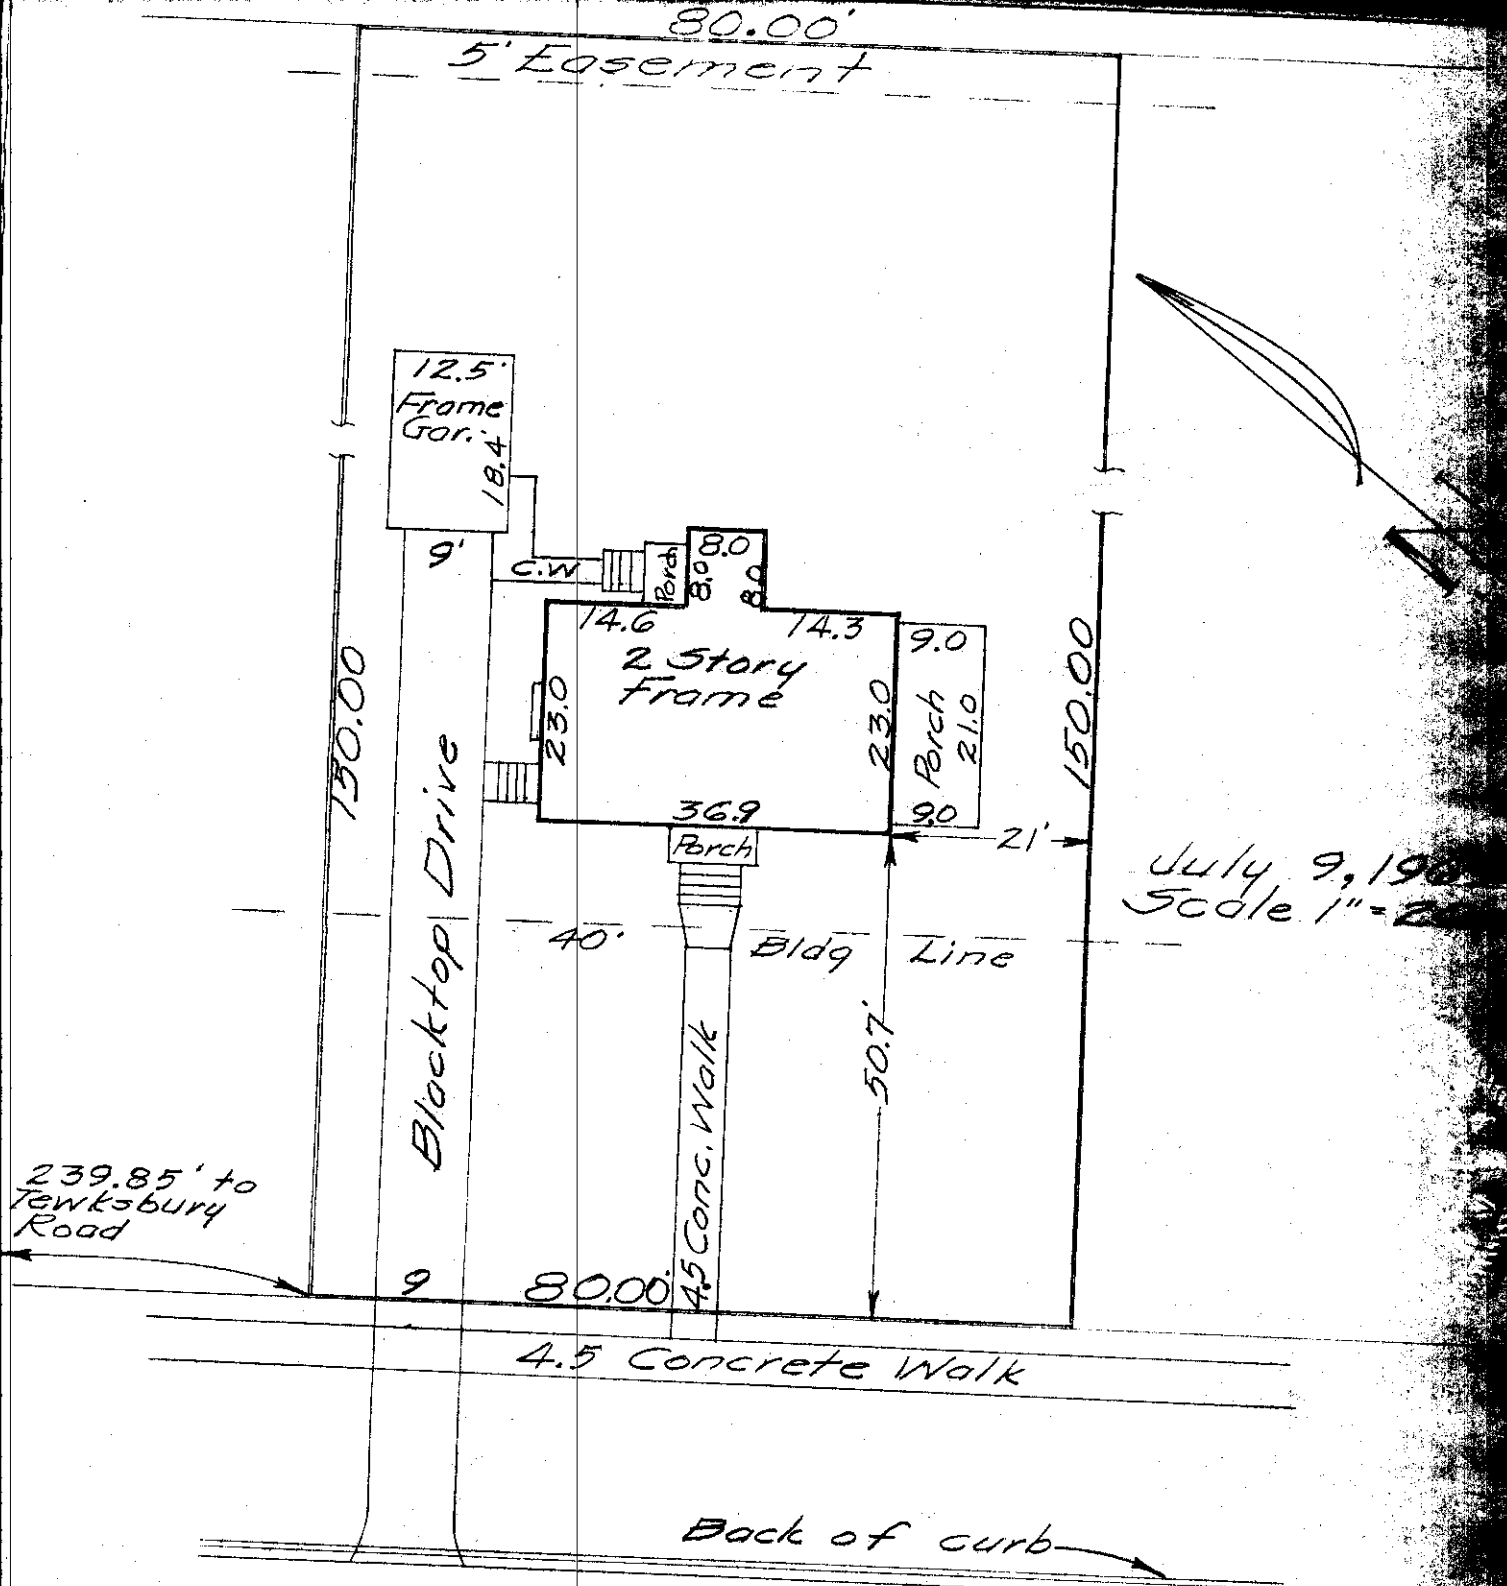 80.00'
5' Easement
12.5'
Frame
Gar.
18.4
9'
C.W
Porch
8.0
8.0
8.0
14.6
14.3
2 Story
Frame
23.0
23.0
9.0
Porch
21.0
9.0
36.9
Porch
21'
150.00
150.00
July 9,
Scale 1"=
40'
Bldg Line
Blacktop Drive
50.7'
4.5 Conc. Walk
239.85' to
Tewksbury
Road
9
80.00'
4.5 Concrete Walk
Back of curb